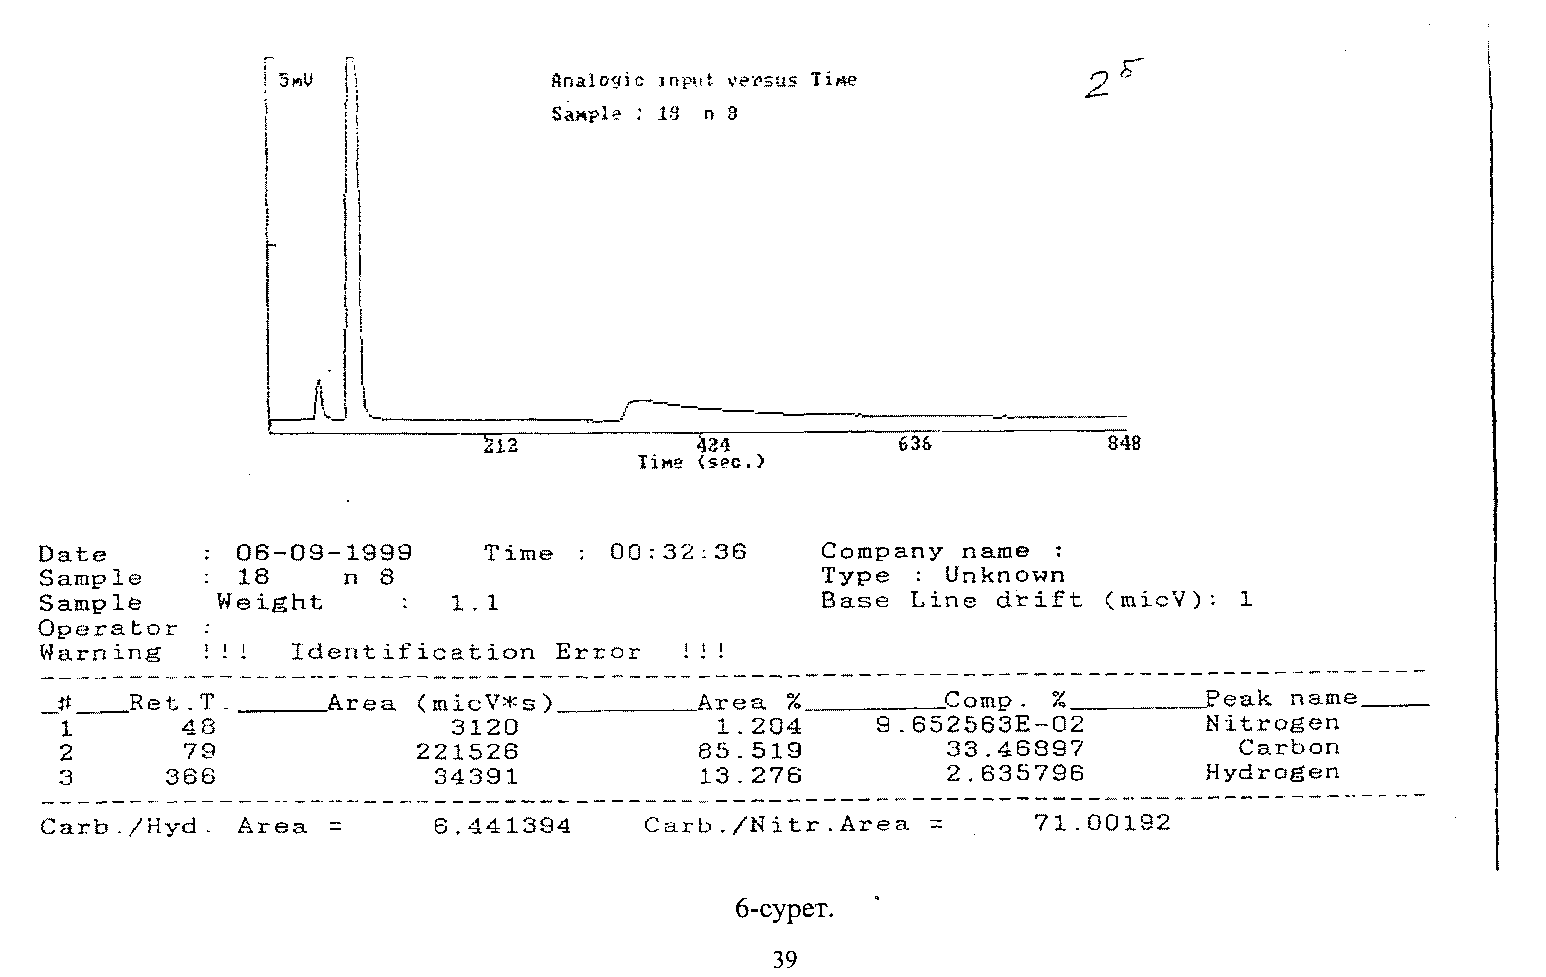 5mV
Analogic input versus Time
Sample : 18 n 8
2⁵
212 424 636 848
Time (sec.)
Date : 06-09-1999 Time : 00:32:36 Company name :
Sample : 18 n 8 Type : Unknown
Sample Weight : 1.1 Base Line drift (micV): 1
Operator :
Warning !!! Identification Error !!!
# Ret.T. Area (micV*s) Area % Comp. % Peak name
1 48 3120 1.204 9.652563E-02 Nitrogen
2 79 221526 85.519 33.46897 Carbon
3 366 34391 13.276 2.635796 Hydrogen
Carb./Hyd. Area = 6.441394 Carb./Nitr.Area = 71.00192
6-сурет.
39